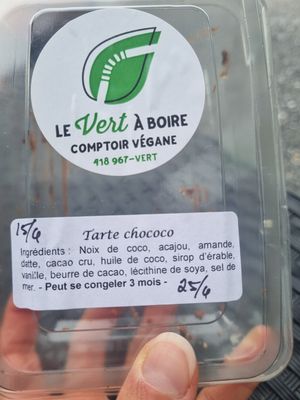 LE Vert À BOIRE
COMPTOIR VÉGANE
418 967-VERT
15/6
Tarte chococo
Ingrédients : Noix de coco, acajou, amande,
datte, cacao cru, huile de coco, sirop d'érable,
vanille, beurre de cacao, lécithine de soya, sel de
mer. - Peut se congeler 3 mois - 25/6